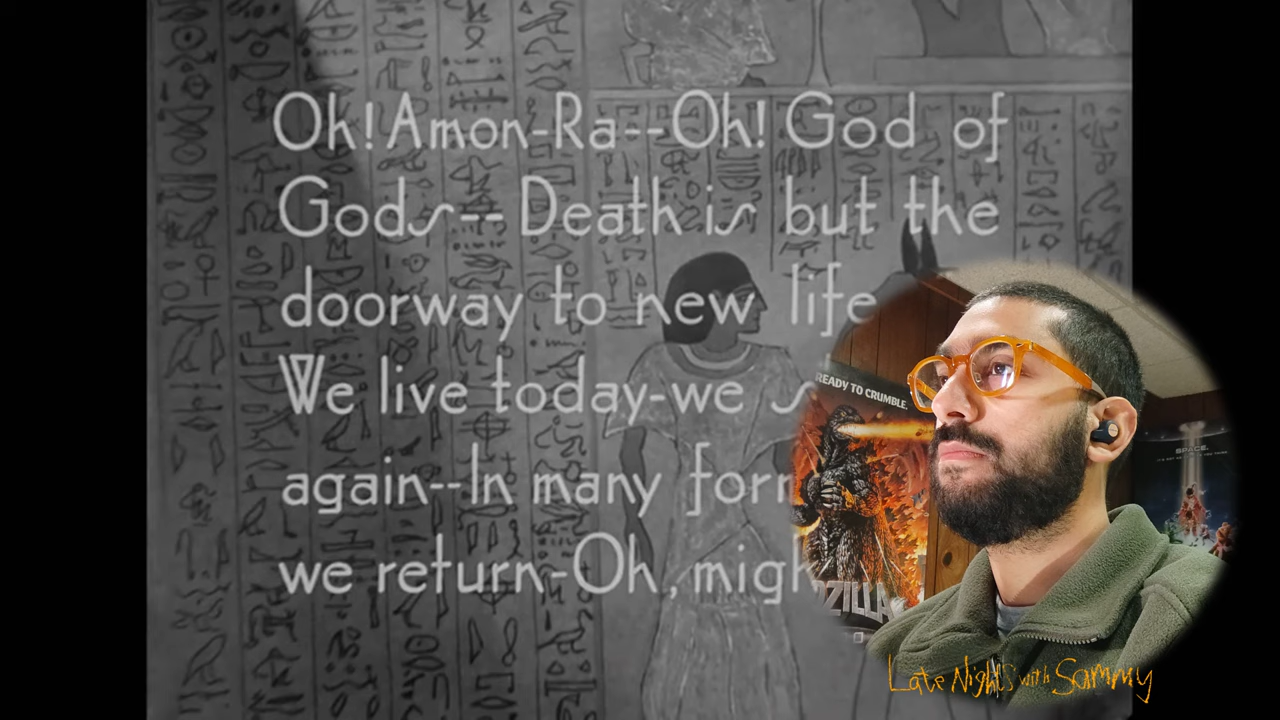 Oh! Amon-Ra--Oh! God of
Gods--Death is but the
doorway to new life
We live today-we
again--In many
we return-Oh, 
READY TO CRUMBLE.
SPACE.
Late Nights with Sammy